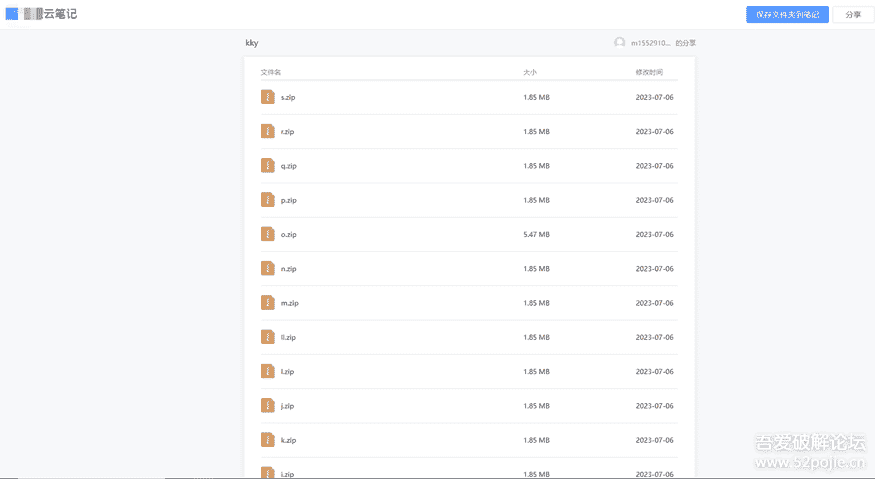 云笔记
保存文件夹到笔记 分享
kky m1552910... 的分享
文件名 大小 修改时间
s.zip 1.85 MB 2023-07-06
r.zip 1.85 MB 2023-07-06
q.zip 1.85 MB 2023-07-06
p.zip 1.85 MB 2023-07-06
o.zip 5.47 MB 2023-07-06
n.zip 1.85 MB 2023-07-06
m.zip 1.85 MB 2023-07-06
ll.zip 1.85 MB 2023-07-06
l.zip 1.85 MB 2023-07-06
j.zip 1.85 MB 2023-07-06
k.zip 1.85 MB 2023-07-06
i.zip 1.85 MB 2023-07-06
吾爱破解论坛
www.52pojie.cn